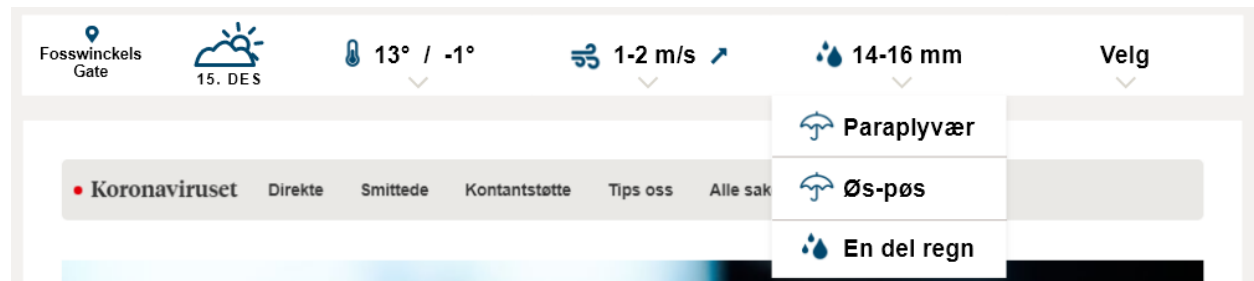 Fosswinckels
Gate
15. DES
13° / -1°
1-2 m/s
14-16 mm
Velg
Paraplyvær
Øs-pøs
En del regn
Koronaviruset
Direkte
Smittede
Kontantstøtte
Tips oss
Alle sak